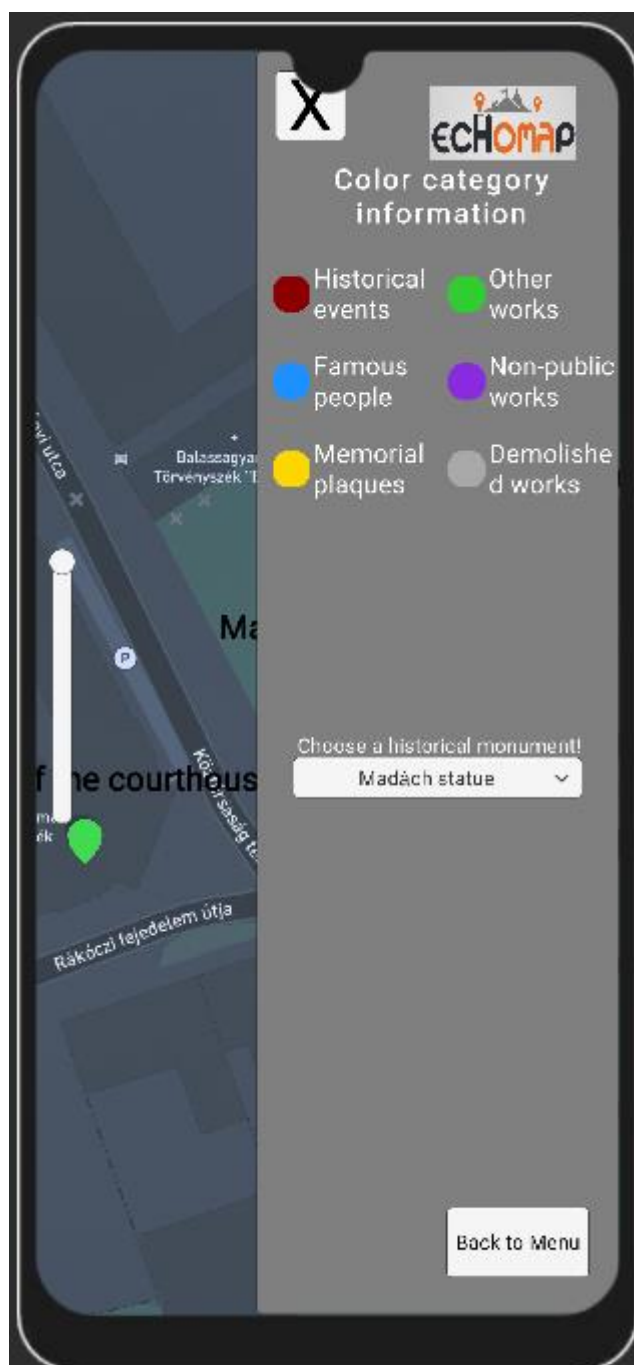 X
ECHOMAP
Color category
information
Historical
events
Other
works
Famous
people
Non-public
works
Memorial
plaques
Demolishe
d works
Balassagya
Törvényszék "B
P
Ma
Choose a historical monument!
Madách statue
f the courthous
Rákóczi fejedelem útja
Back to Menu